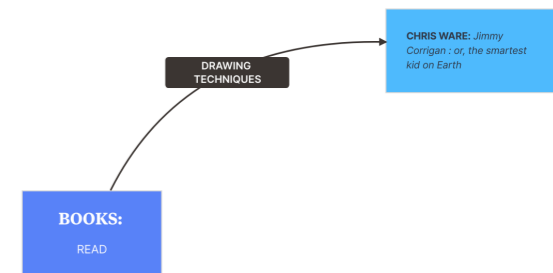 CHRIS WARE: Jimmy
Corrigan : or, the smartest
kid on Earth
DRAWING
TECHNIQUES
BOOKS:
READ